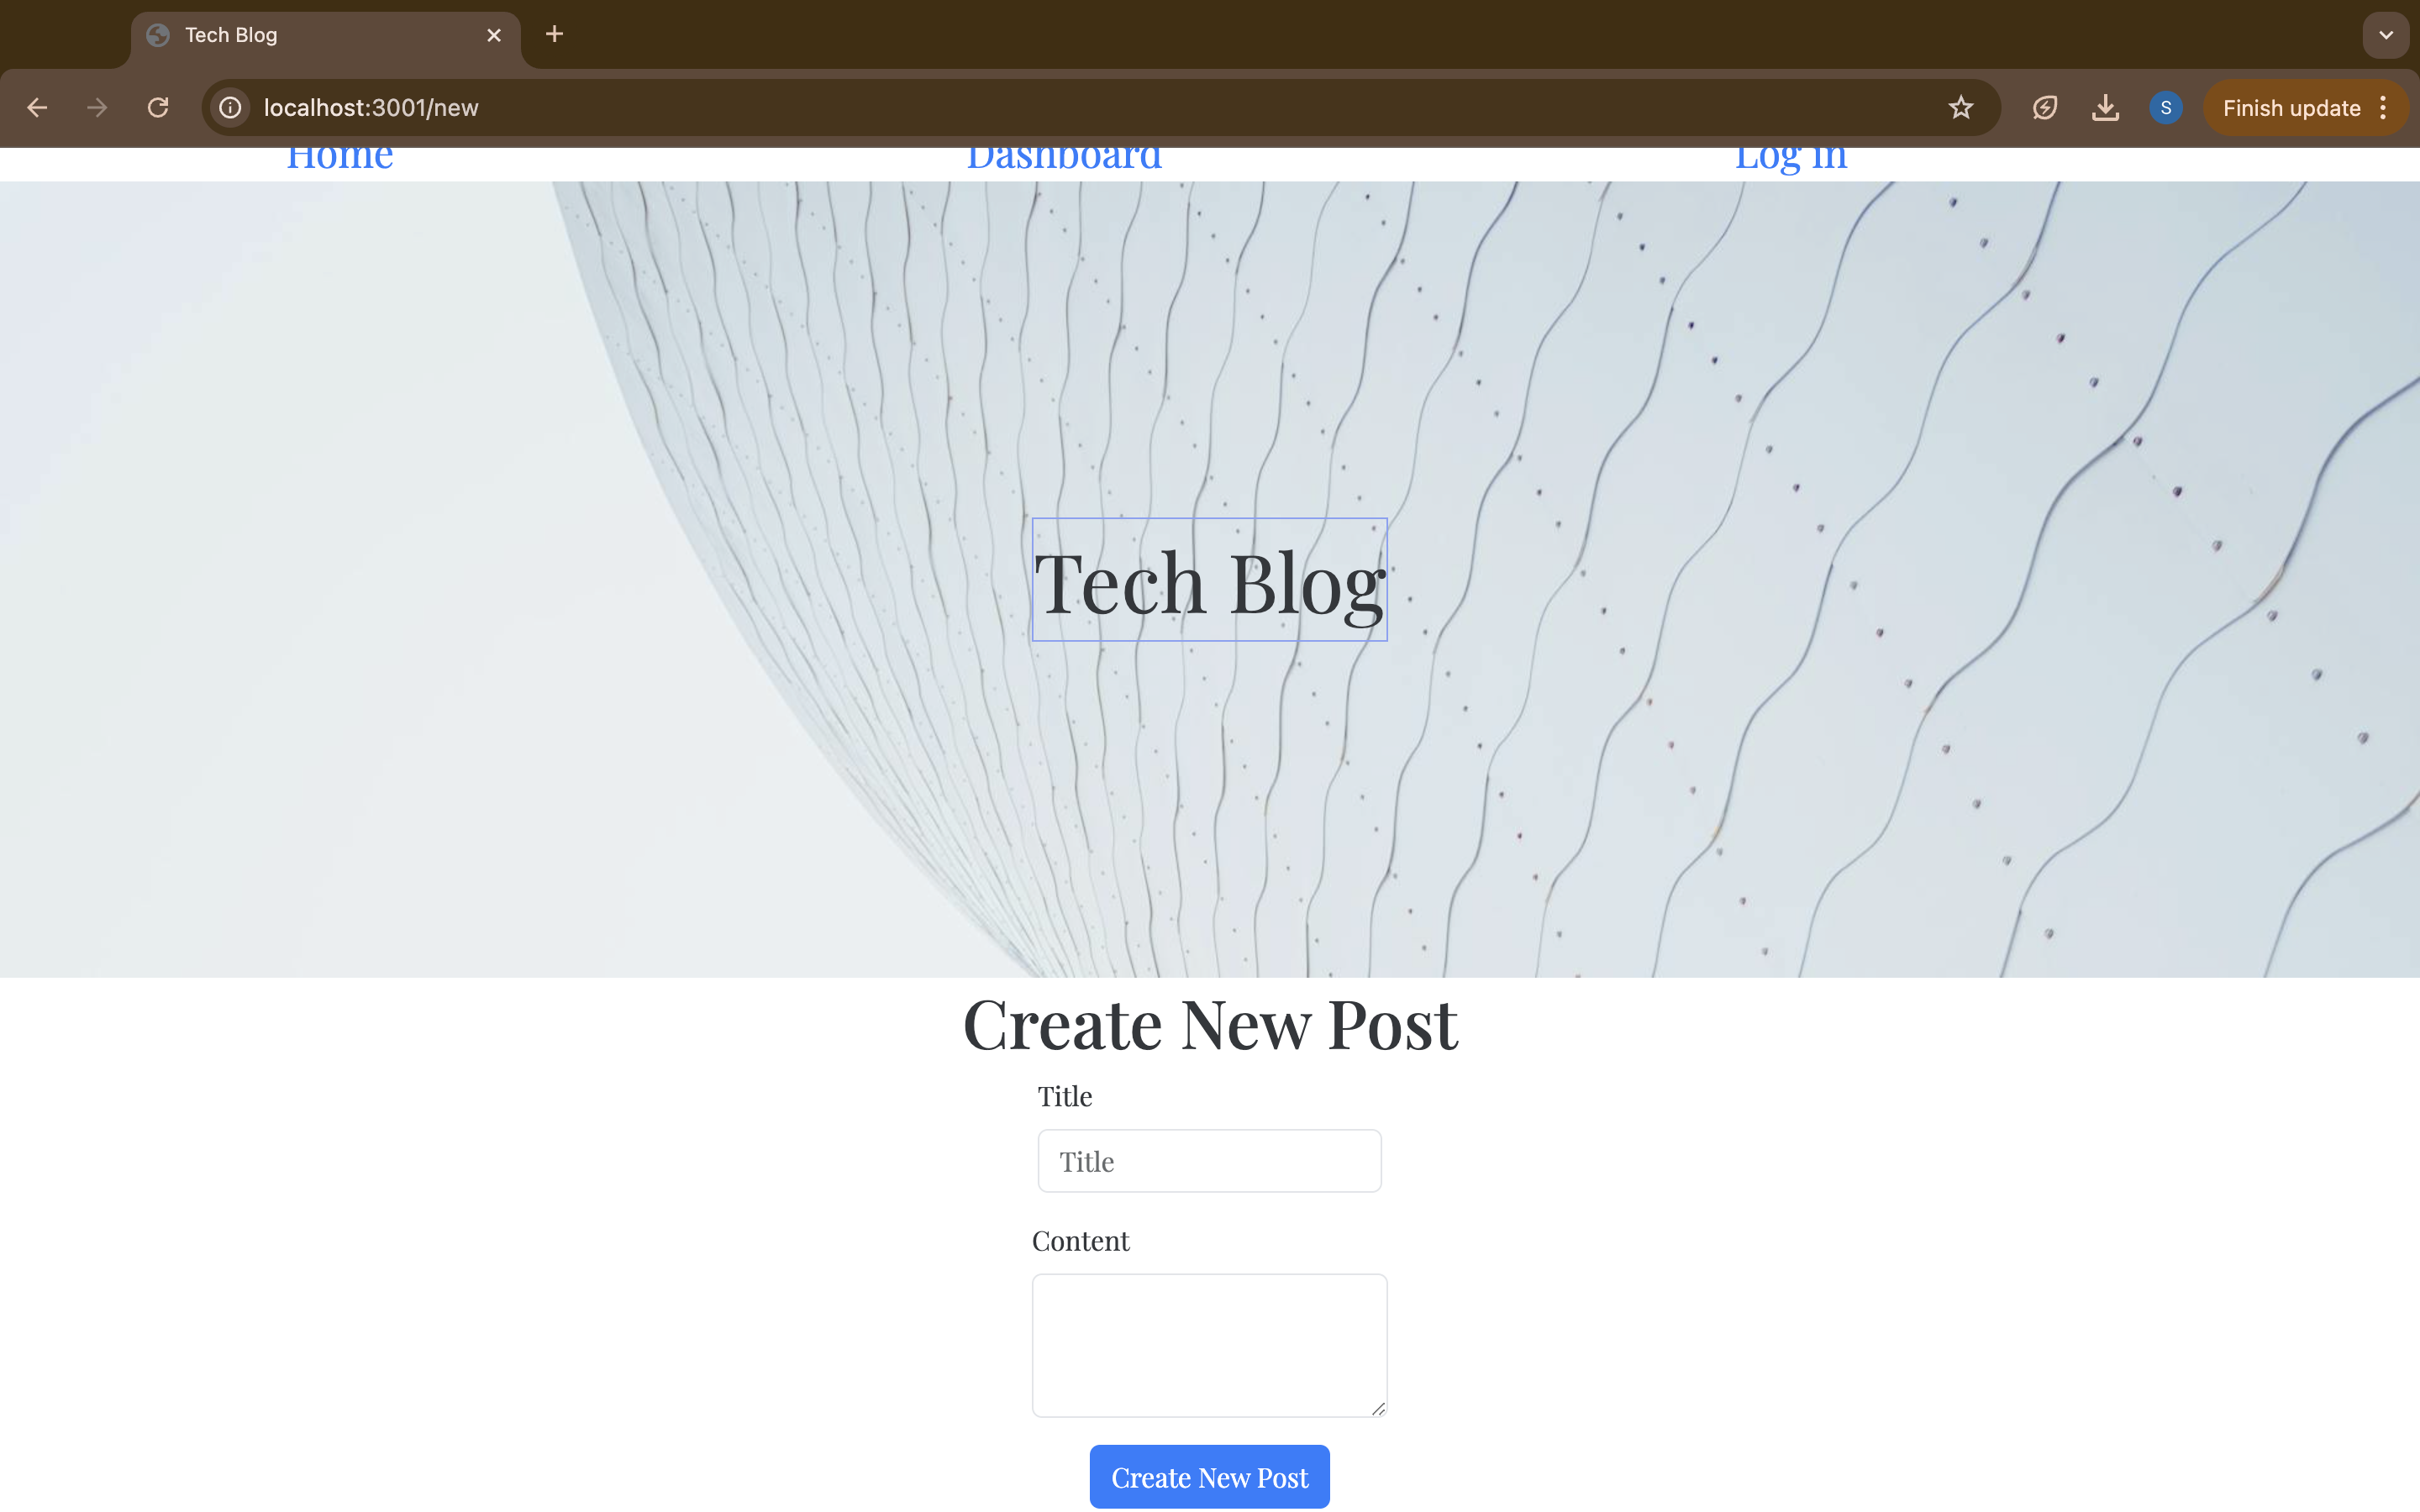 Tech Blog
localhost:3001/new
S
Finish update
Home
Dashboard
Log in
Tech Blog
Create New Post
Title
Title
Content
Create New Post